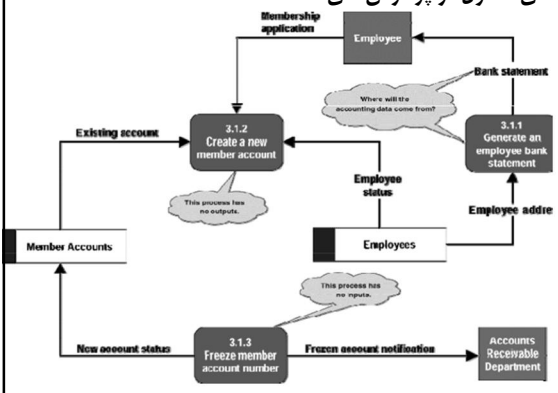 Membership
application
Employee
Bank statement
Where will the
accounting data come from?
3.1.1
Generate an
employee bank
statement
Existing account
3.1.2
Create a new
member account
Employee
status
This process has
no outputs.
Employee addre
Member Accounts
Employees
This process has
no inputs.
New account status
3.1.3
Freeze member
account number
Frozen account notification
Accounts
Receivable
Department